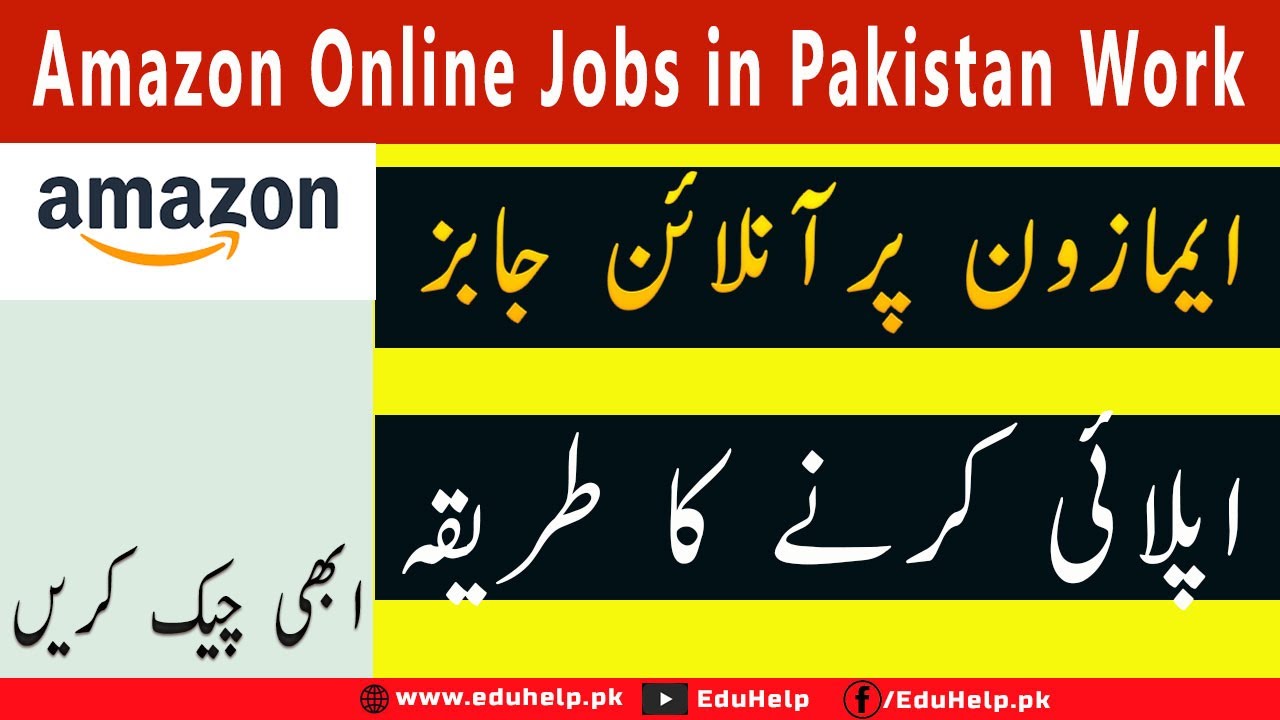 Amazon Online Jobs in Pakistan Work
amazon
ایمازون پر آنلائن جابز
اپلائی کرنے کا طریقہ
ابھی چیک کریں
www.eduhelp.pk EduHelp f/EduHelp.pk